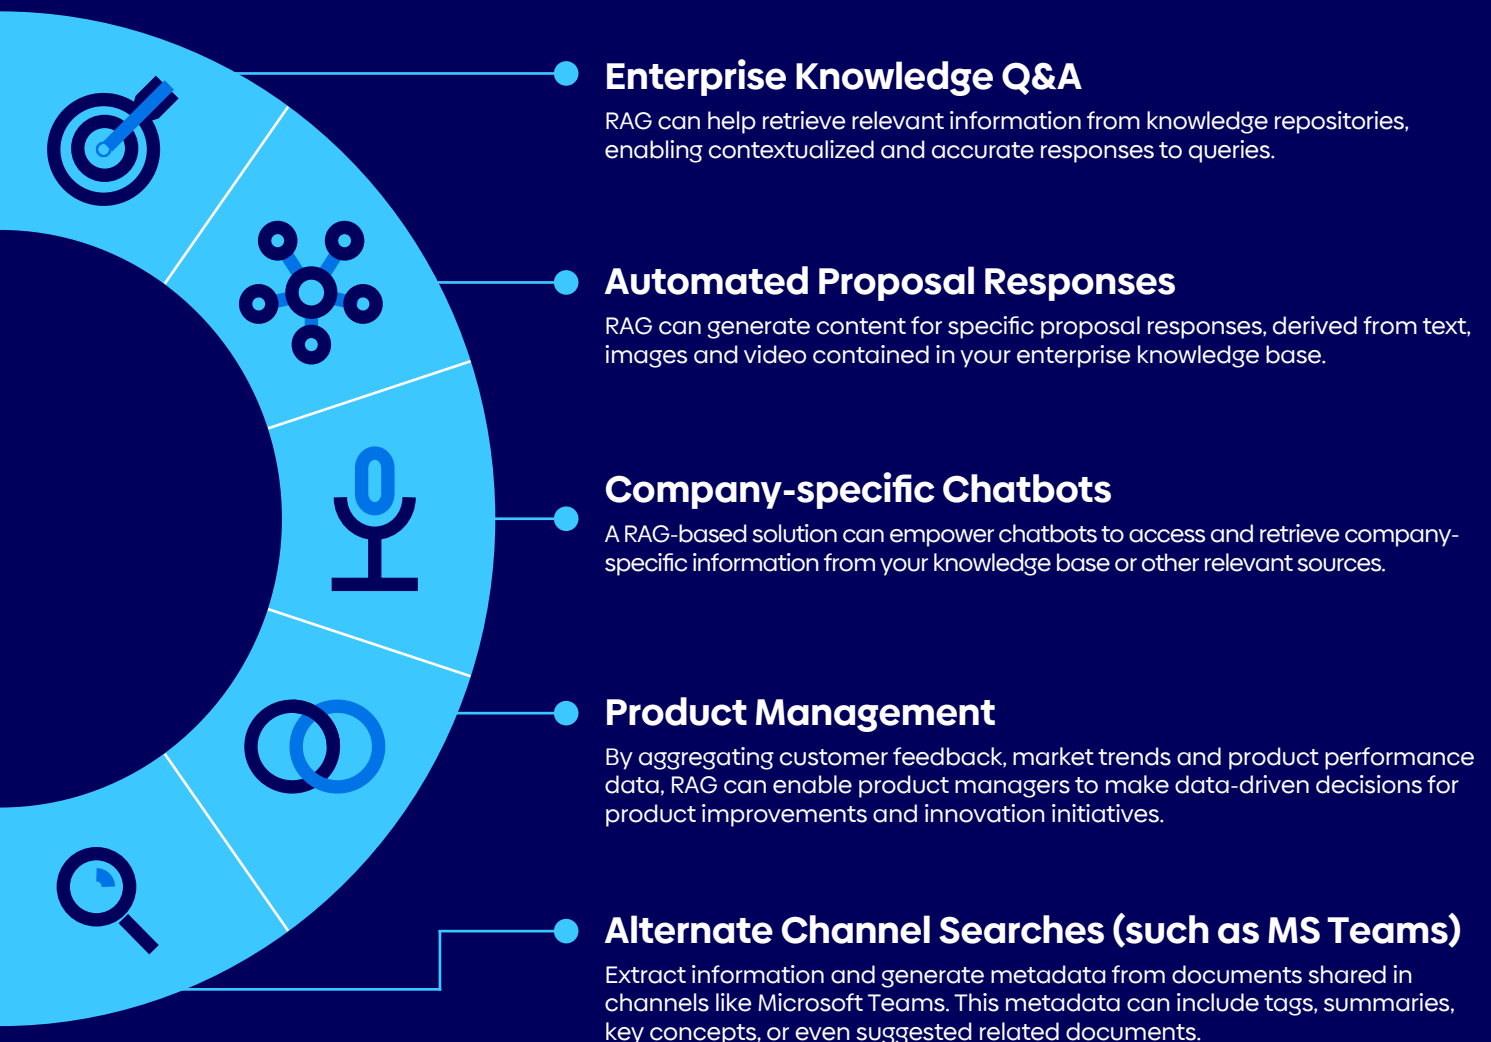 Enterprise Knowledge Q&A
RAG can help retrieve relevant information from knowledge repositories,
enabling contextualized and accurate responses to queries.
Automated Proposal Responses
RAG can generate content for specific proposal responses, derived from text,
images and video contained in your enterprise knowledge base.
Company-specific Chatbots
A RAG-based solution can empower chatbots to access and retrieve company-
specific information from your knowledge base or other relevant sources.
Product Management
By aggregating customer feedback, market trends and product performance
data, RAG can enable product managers to make data-driven decisions for
product improvements and innovation initiatives.
Alternate Channel Searches (such as MS Teams)
Extract information and generate metadata from documents shared in
channels like Microsoft Teams. This metadata can include tags, summaries,
key concepts, or even suggested related documents.